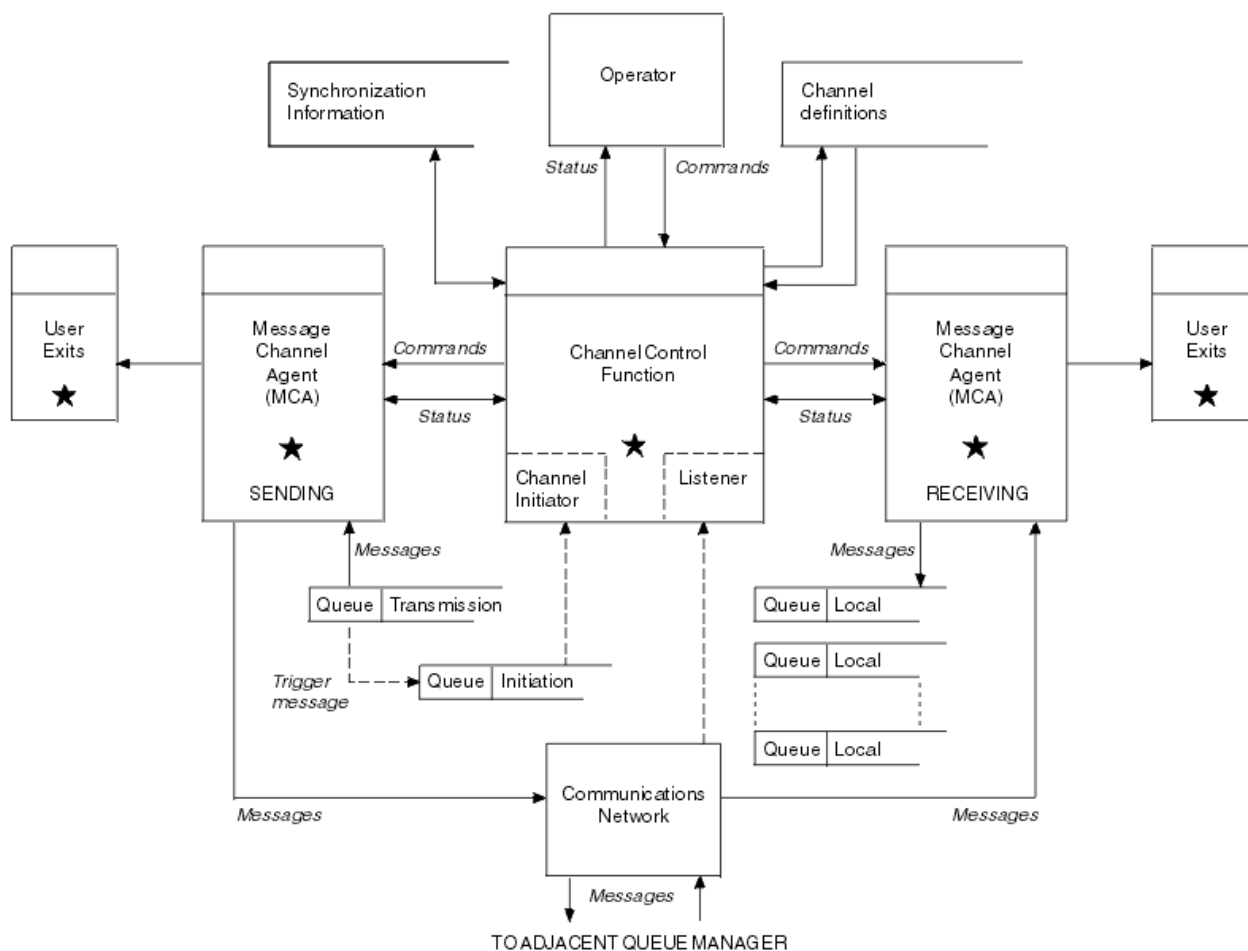 Operator
Synchronization
Information
Channel
definitions
Status
Commands
User
Exits
Message
Channel
Agent
(MCA)
SENDING
Commands
Status
Channel Control
Function
Channel
Initiator
Listener
Commands
Status
Message
Channel
Agent
(MCA)
RECEIVING
User
Exits
Messages
Messages
Queue Transmission
Queue Local
Trigger
message
Queue Initiation
Queue Local
Queue Local
Communications
Network
Messages
Messages
Messages
TO ADJACENT QUEUE MANAGER